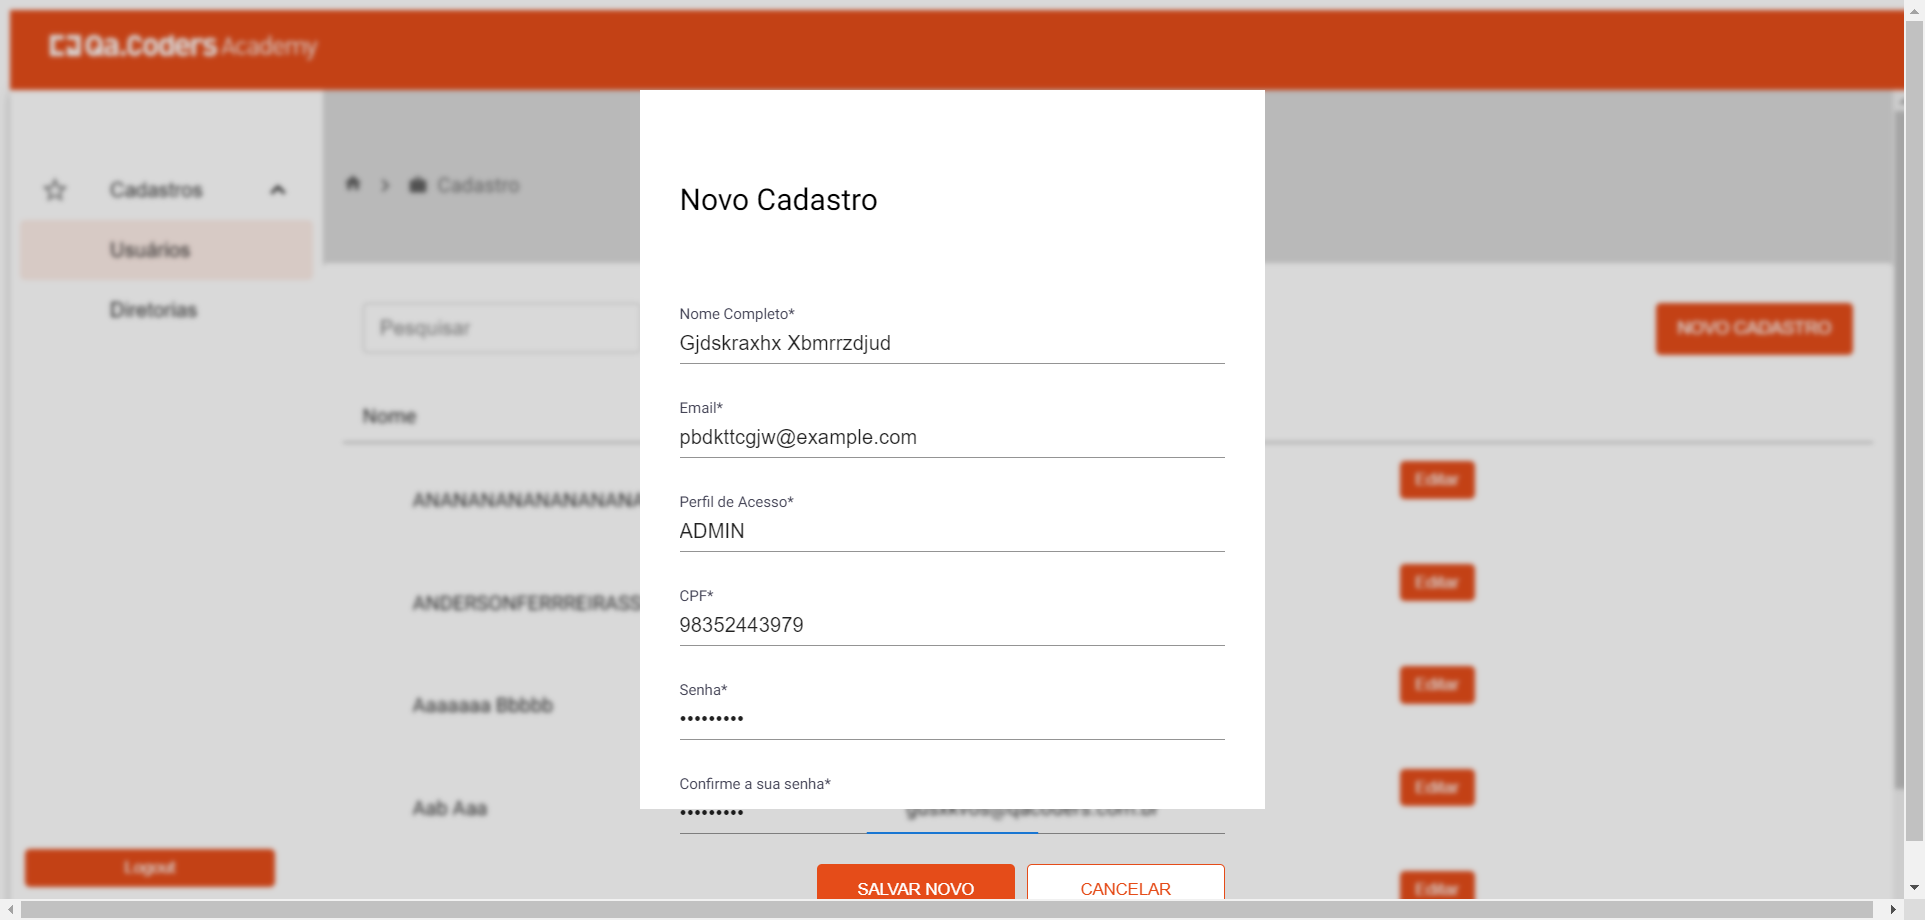 Qa.Coders Academy
Cadastros
Usuários
Diretorias
Logout
Cadastro
Pesquisar
NOVO CADASTRO
Nome
ANANANANANANANANA
Editar
ANDERSONFERRREIRASS
Editar
Aaaaaaa Bbbbb
Editar
Aab Aaa
Editar
Editar
Novo Cadastro
Nome Completo*
Gjdskraxhx Xbmrrzdjud
Email*
pbdkttcgjw@example.com
Perfil de Acesso*
ADMIN
CPF*
98352443979
Senha*
•••••••••
Confirme a sua senha*
•••••••••
SALVAR NOVO
CANCELAR